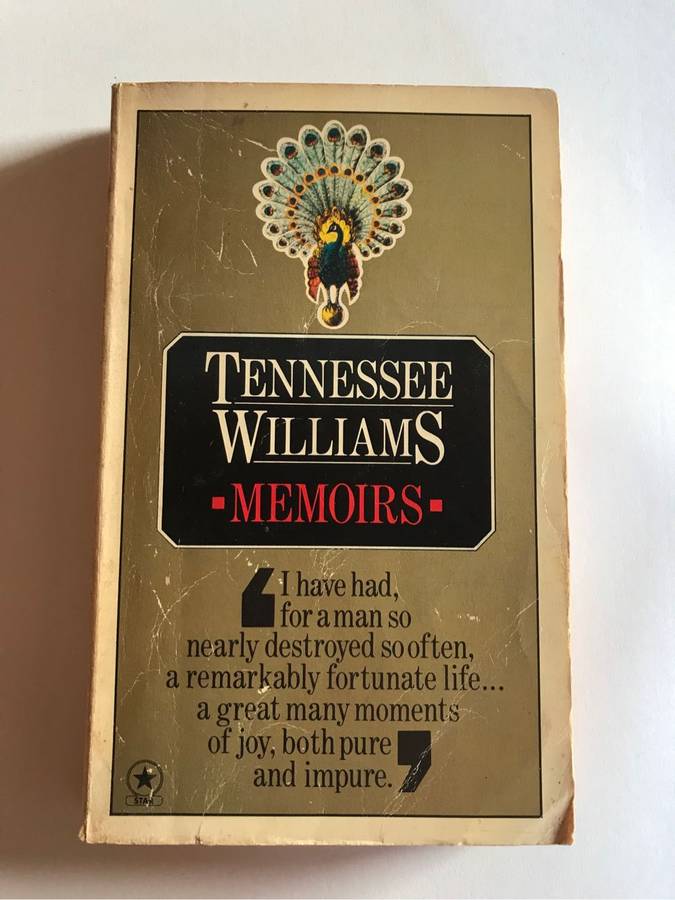 TENNESSEE
WILLIAMS
▪MEMOIRS▪
‘I have had,
for a man so
nearly destroyed so often,
a remarkably fortunate life...
a great many moments
of joy, both pure
and impure.’
STAR